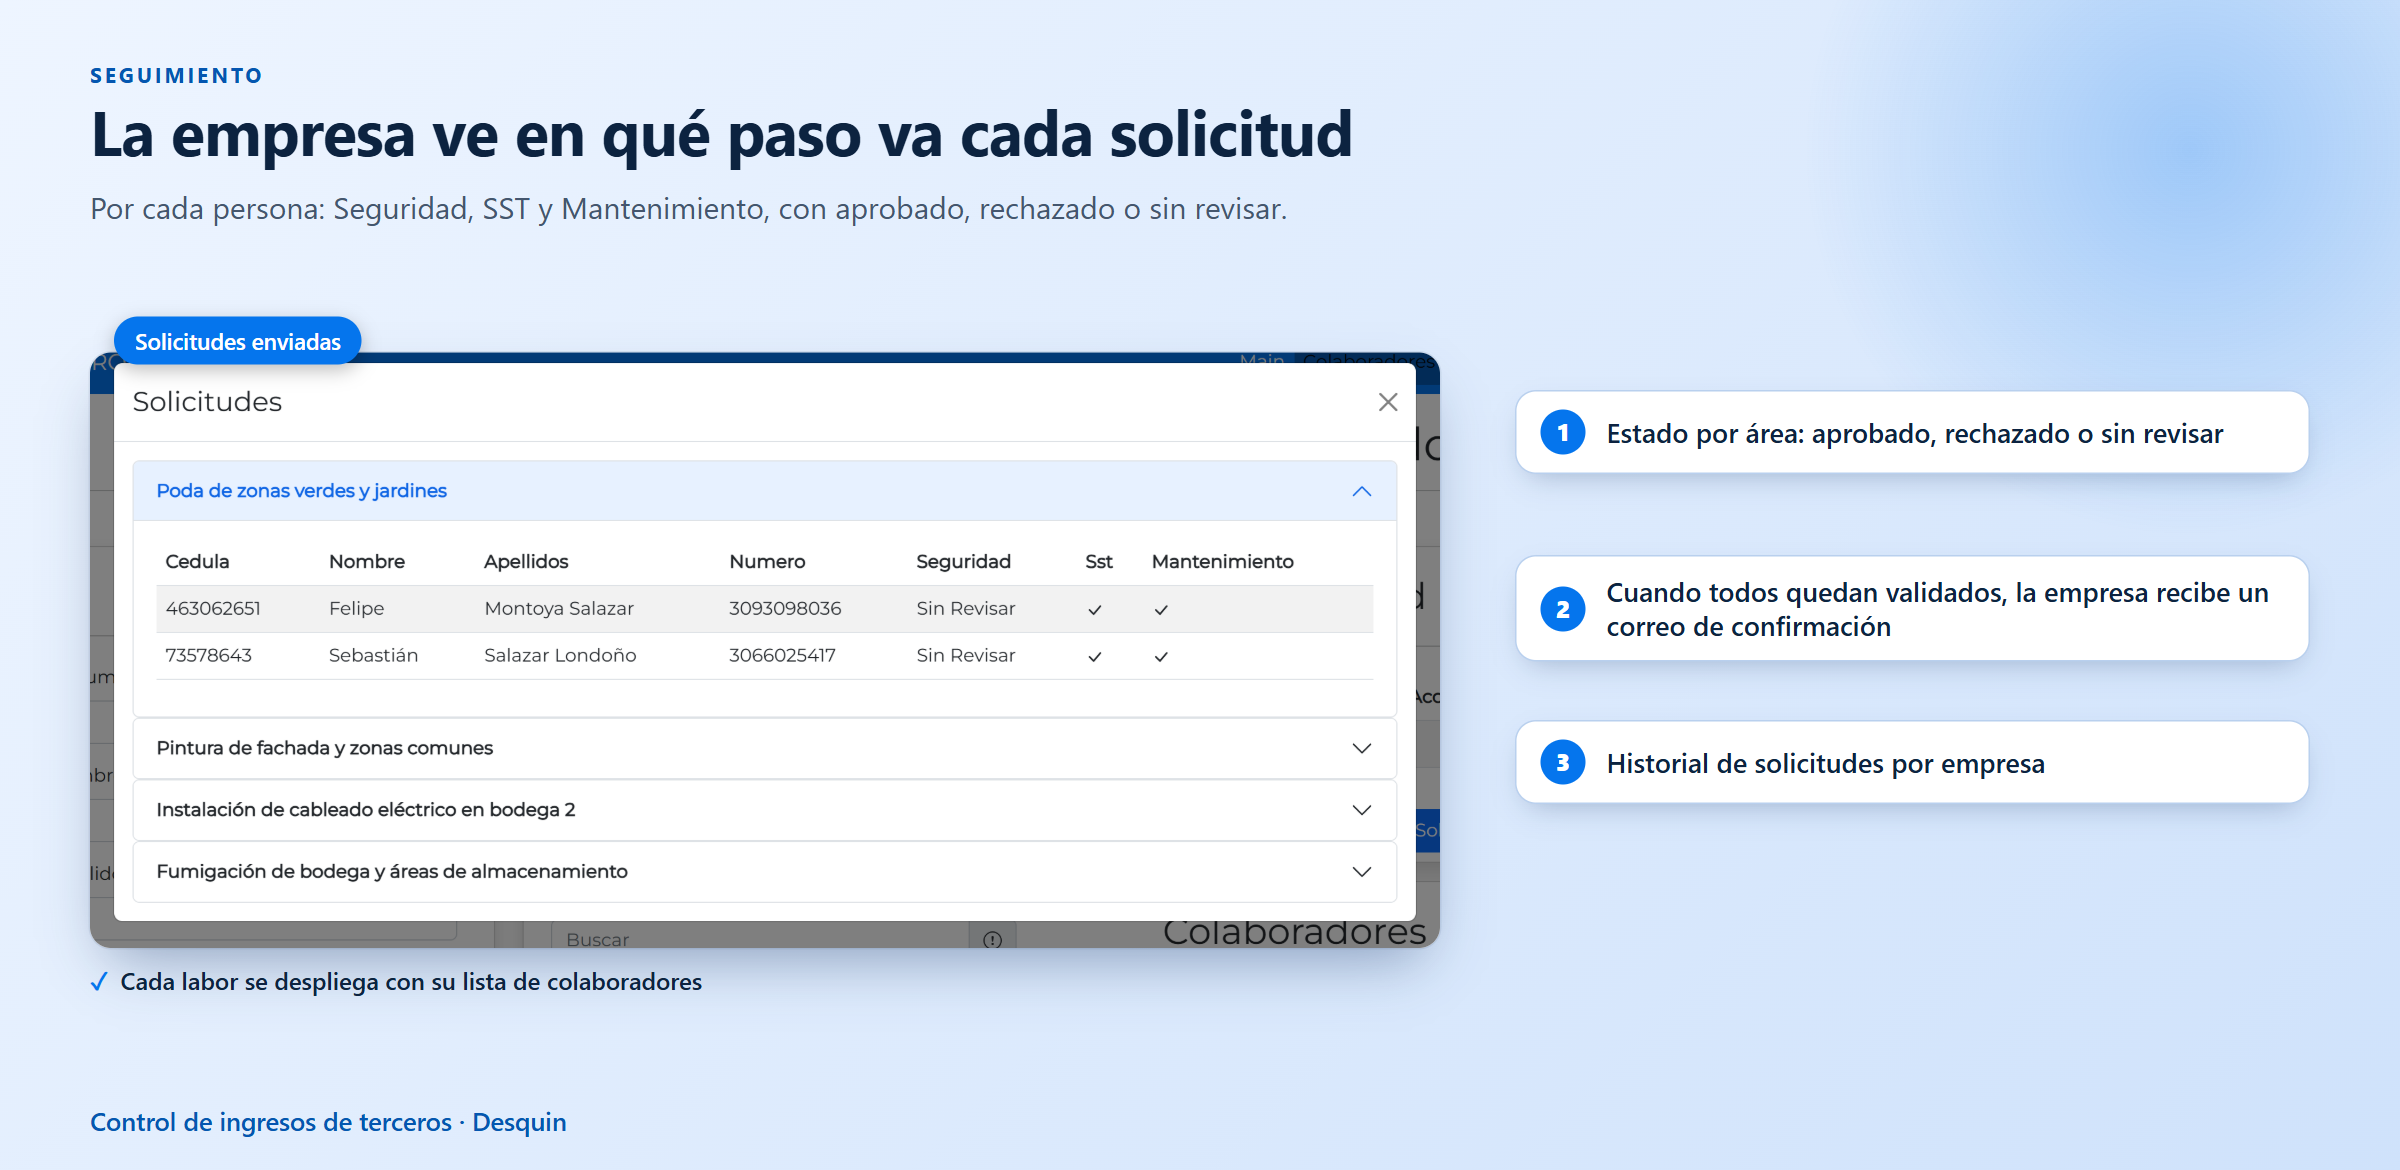 SEGUIMIENTO
La empresa ve en qué paso va cada solicitud
Por cada persona: Seguridad, SST y Mantenimiento, con aprobado, rechazado o sin revisar.
Solicitudes enviadas
Main Colaboradores
Solicitudes
Poda de zonas verdes y jardines
Cedula Nombre Apellidos Numero Seguridad Sst Mantenimiento
463062651 Felipe Montoya Salazar 3093098036 Sin Revisar ✓ ✓
73578643 Sebastián Salazar Londoño 3066025417 Sin Revisar ✓ ✓
Pintura de fachada y zonas comunes
Instalación de cableado eléctrico en bodega 2
Fumigación de bodega y áreas de almacenamiento
Buscar
Colaboradores
✓ Cada labor se despliega con su lista de colaboradores
1 Estado por área: aprobado, rechazado o sin revisar
2 Cuando todos quedan validados, la empresa recibe un
correo de confirmación
3 Historial de solicitudes por empresa
Control de ingresos de terceros · Desquin